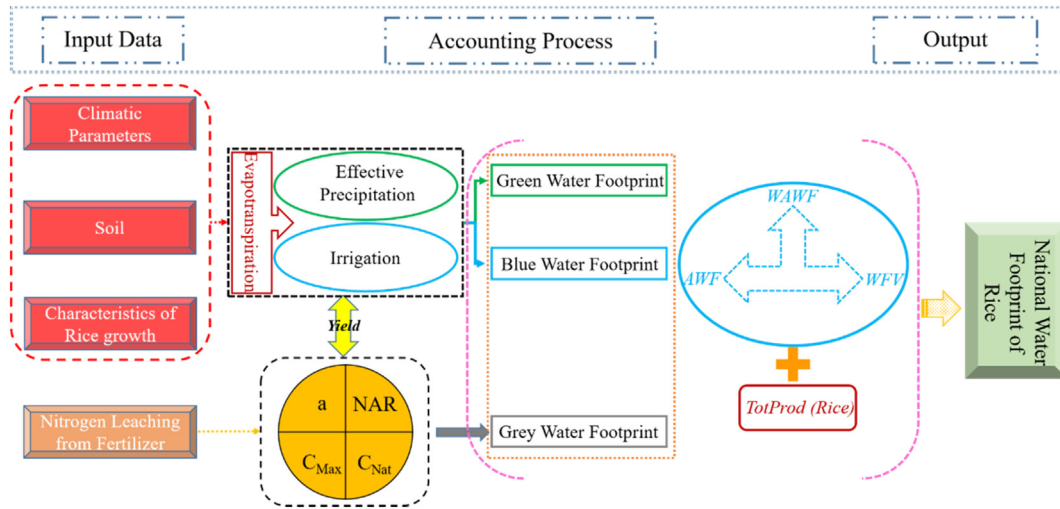 Input Data
Accounting Process
Output
Climatic
Parameters
Soil
Characteristics of
Rice growth
Nitrogen Leaching
from Fertilizer
Evapotranspiration
Effective
Precipitation
Irrigation
Yield
a
NAR
C_Max
C_Nat
Green Water Footprint
Blue Water Footprint
Grey Water Footprint
WAWF
AWF
WFV
TotProd (Rice)
National Water
Footprint of
Rice